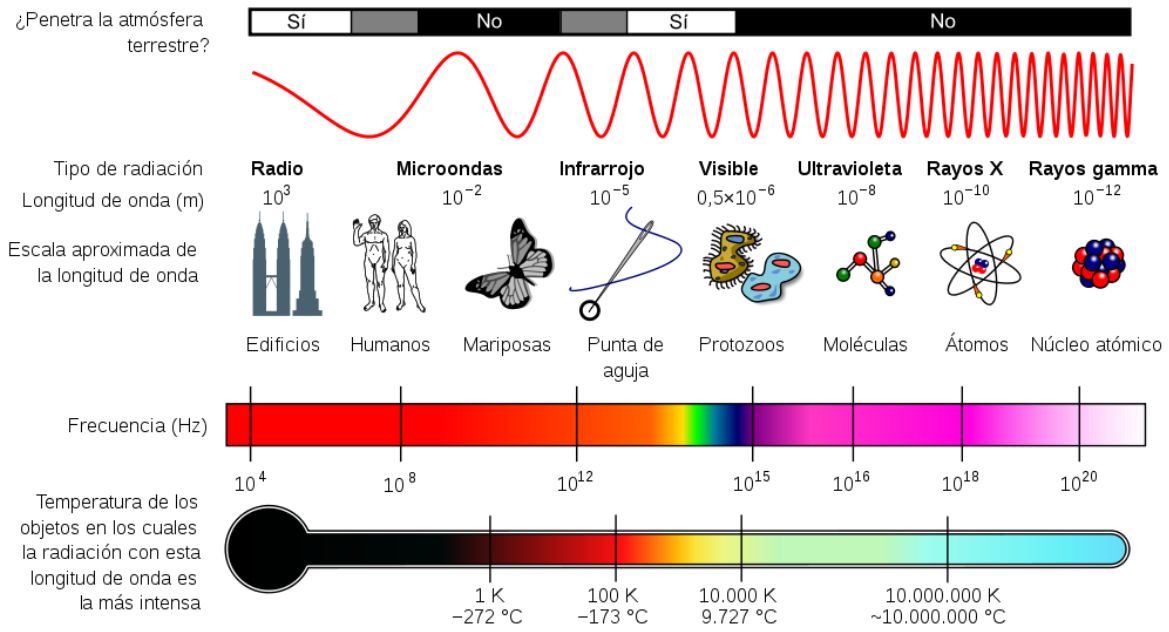 ¿Penetra la atmósfera
terrestre?
Sí No Sí No
Tipo de radiación Radio Microondas Infrarrojo Visible Ultravioleta Rayos X Rayos gamma
Longitud de onda (m) 10³ 10⁻² 10⁻⁵ 0,5×10⁻⁶ 10⁻⁸ 10⁻¹⁰ 10⁻¹²
Escala aproximada de
la longitud de onda
Edificios Humanos Mariposas Punta de Protozoos Moléculas Átomos Núcleo atómico
aguja
Frecuencia (Hz)
10⁴ 10⁸ 10¹² 10¹⁵ 10¹⁶ 10¹⁸ 10²⁰
Temperatura de los
objetos en los cuales
la radiación con esta
longitud de onda es
la más intensa
1 K 100 K 10.000 K 10.000.000 K
−272 °C −173 °C 9.727 °C ~10.000.000 °C